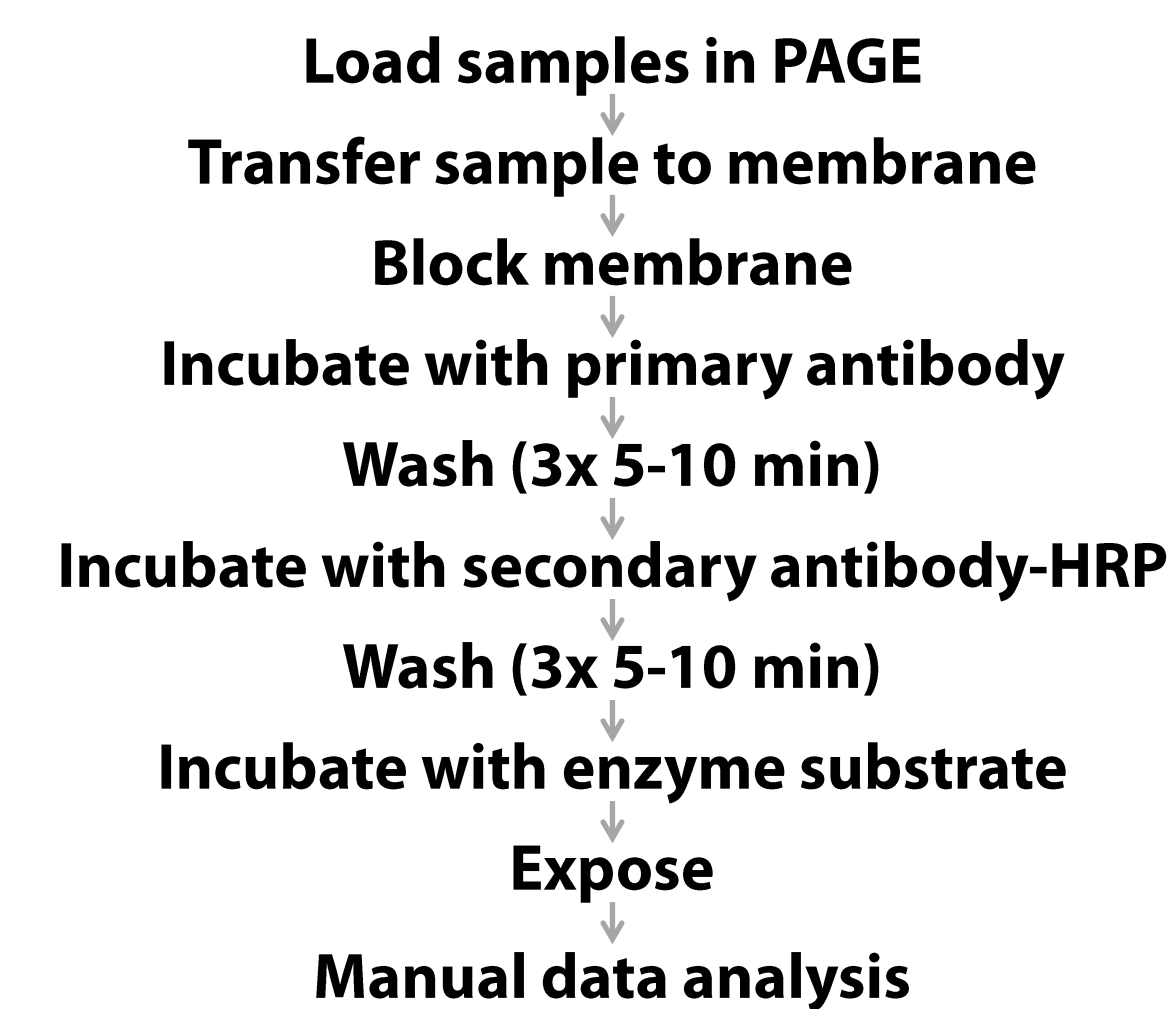 Load samples in PAGE
Transfer sample to membrane
Block membrane
Incubate with primary antibody
Wash (3x 5-10 min)
Incubate with secondary antibody-HRP
Wash (3x 5-10 min)
Incubate with enzyme substrate
Expose
Manual data analysis